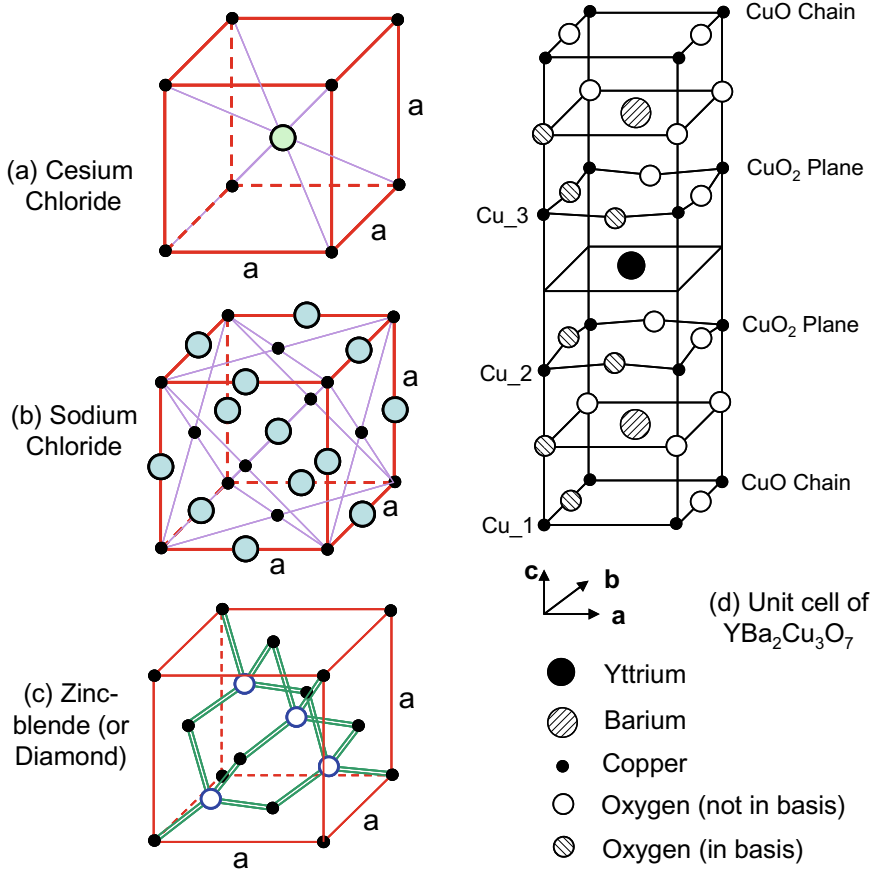 (a) Cesium
Chloride
a
a
a
(b) Sodium
Chloride
a
a
a
(c) Zinc-
blende (or
Diamond)
a
a
a
CuO Chain
CuO₂ Plane
Cu_3
CuO₂ Plane
Cu_2
CuO Chain
Cu_1
c
b
a
(d) Unit cell of
YBa₂Cu₃O₇
Yttrium
Barium
Copper
Oxygen (not in basis)
Oxygen (in basis)